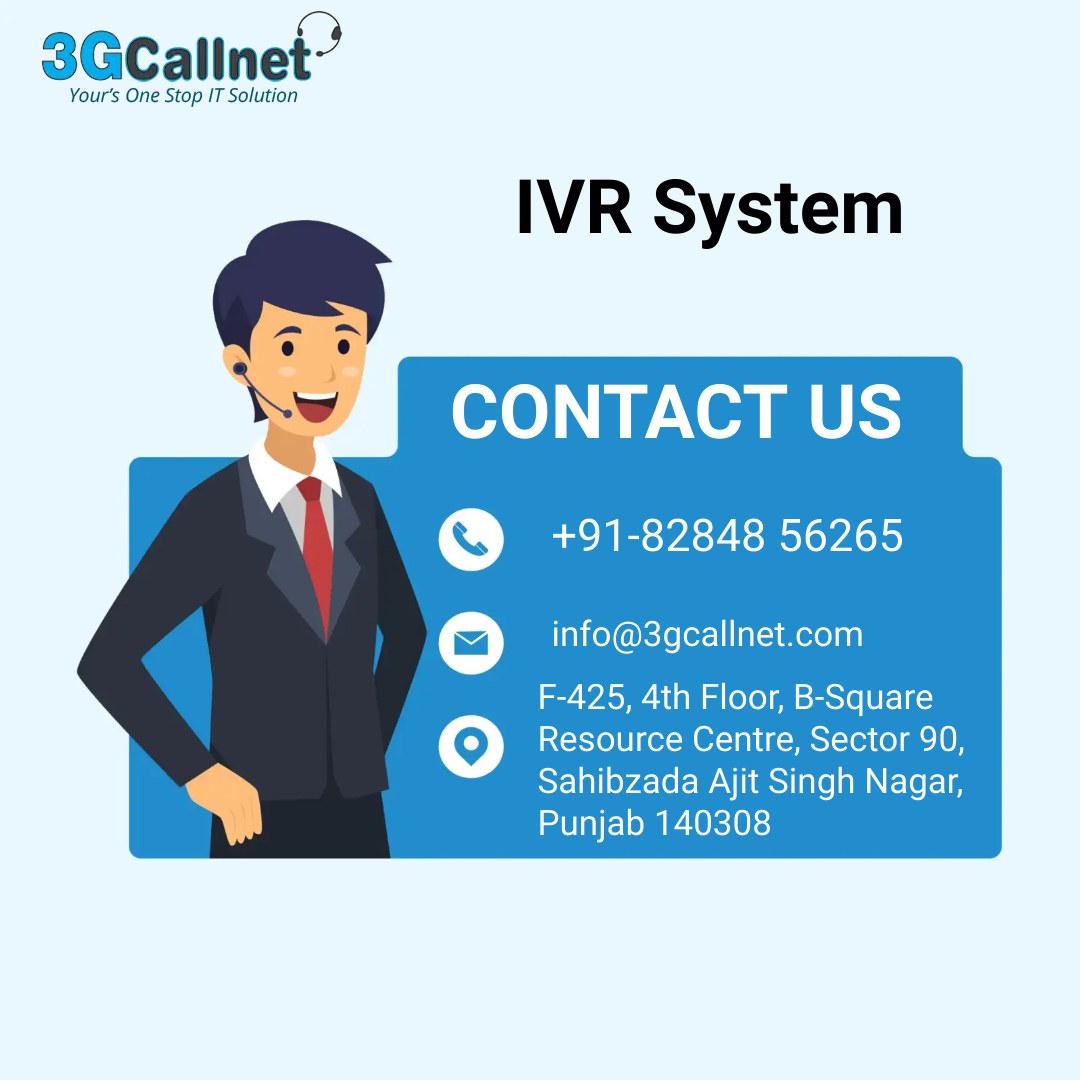 3GCallnet
Your's One Stop IT Solution
IVR System
CONTACT US
+91-82848 56265
info@3gcallnet.com
F-425, 4th Floor, B-Square
Resource Centre, Sector 90,
Sahibzada Ajit Singh Nagar,
Punjab 140308